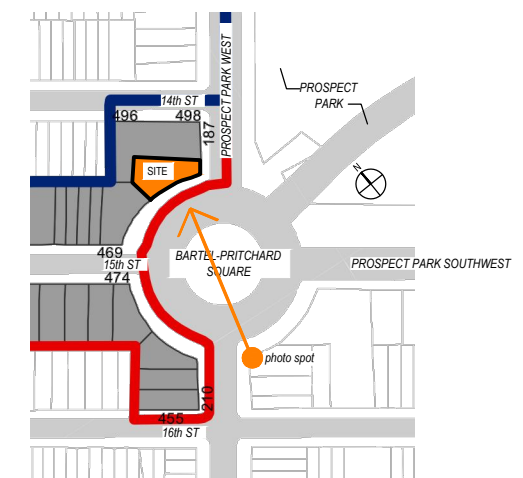 PROSPECT PARK WEST
PROSPECT
PARK
14th ST
496
498
187
SITE
N
469
15th ST
474
BARTEL-PRITCHARD
SQUARE
PROSPECT PARK SOUTHWEST
photo spot
210
455
16th ST